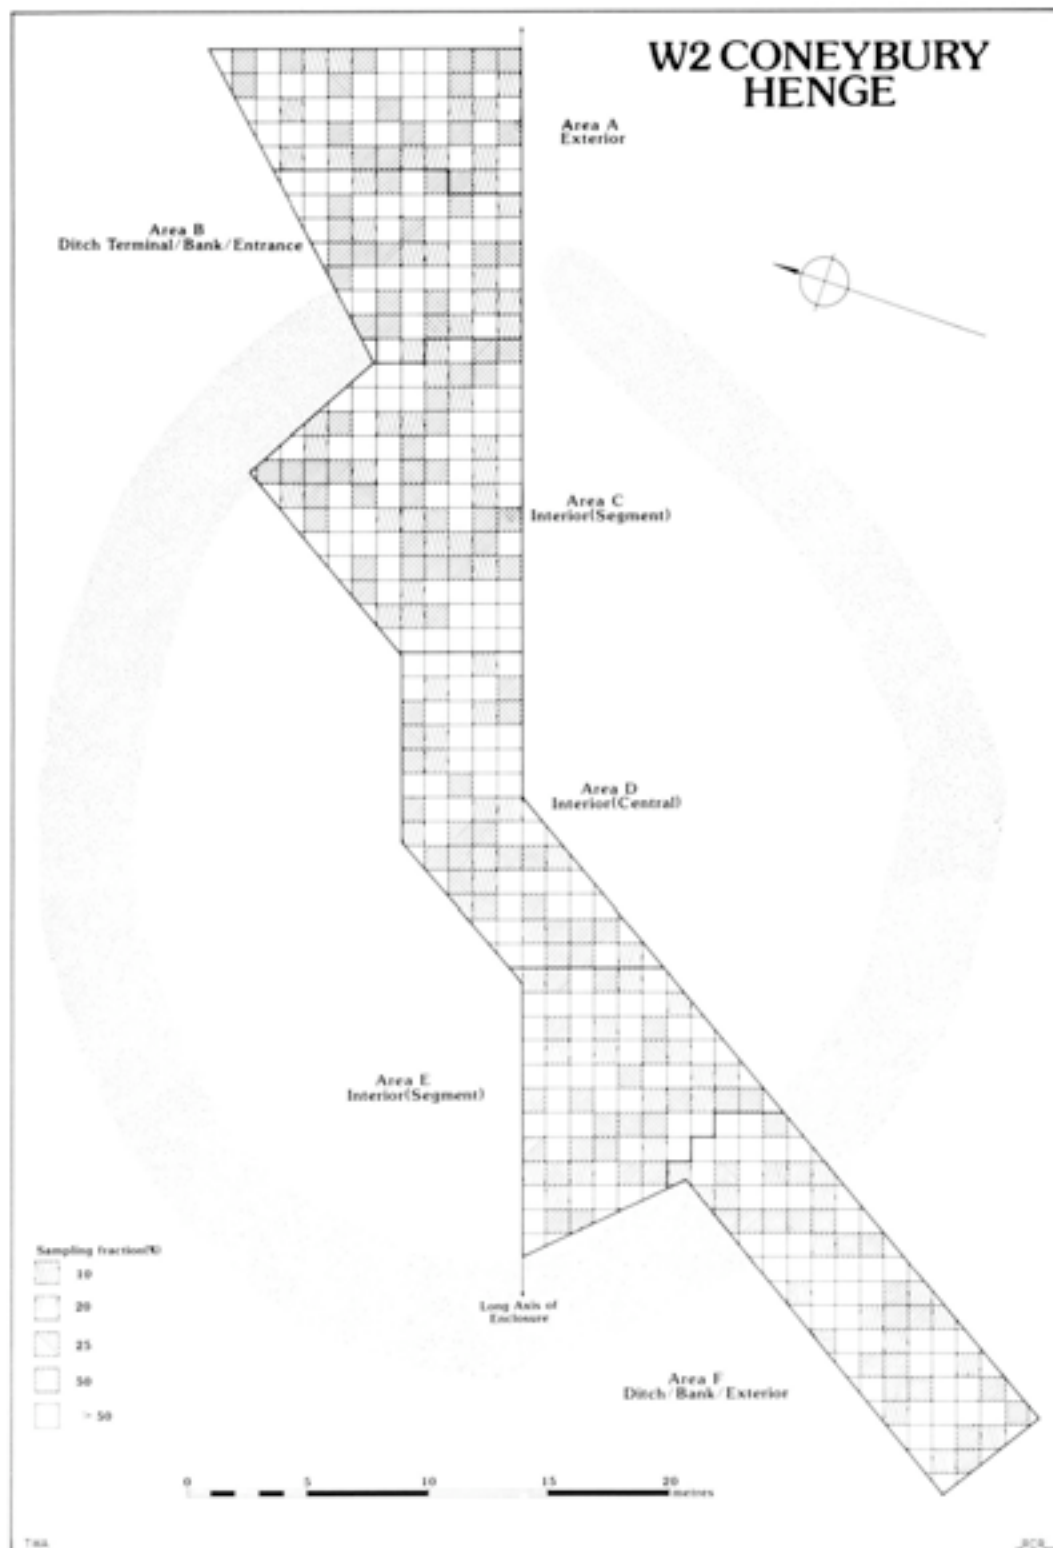 W2 CONEYBURY
HENGE
Area A
Exterior
Area B
Ditch Terminal/Bank/Entrance
Area C
Interior(Segment)
Area D
Interior(Central)
Area E
Interior(Segment)
Sampling fraction(%)
10
20
25
50
> 50
Long Axis of
Enclosure
Area F
Ditch/Bank/Exterior
0 5 10 15 20
metres